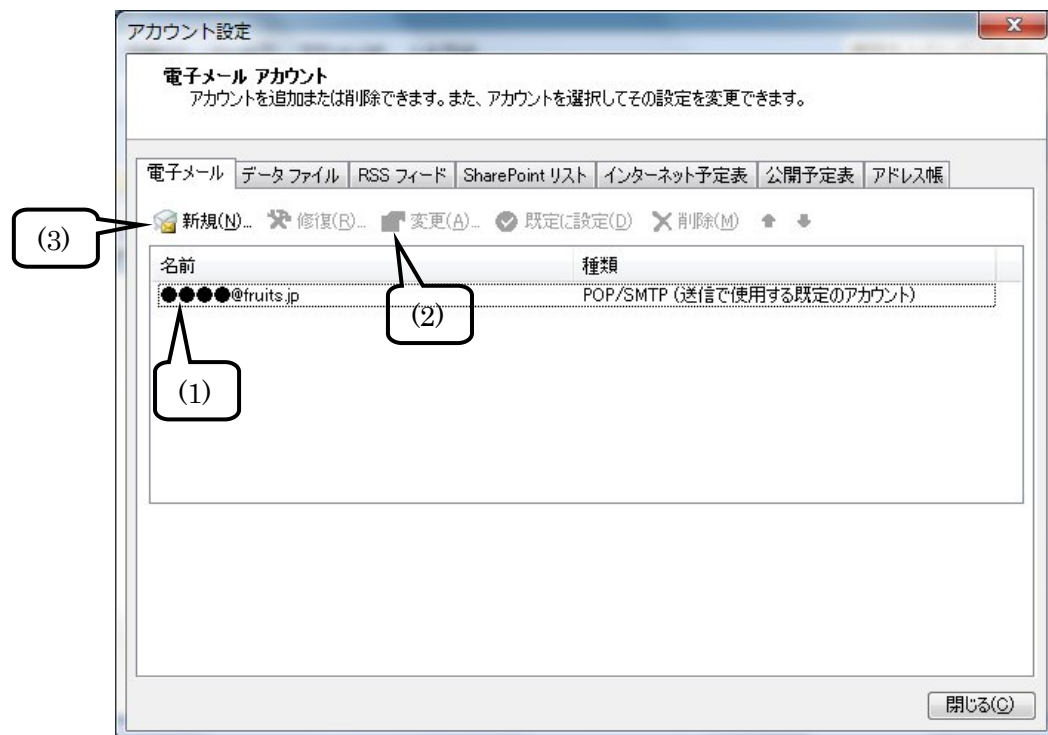 アカウント設定
電子メール アカウント
アカウントを追加または削除できます。また、アカウントを選択してその設定を変更できます。
電子メール データ ファイル RSS フィード SharePoint リスト インターネット予定表 公開予定表 アドレス帳
(3) 新規(N)... 修復(R)... 変更(A)... 既定に設定(D) 削除(M)
名前 種類
●●●●@fruits.jp POP/SMTP (送信で使用する既定のアカウント)
(2)
(1)
閉じる(C)